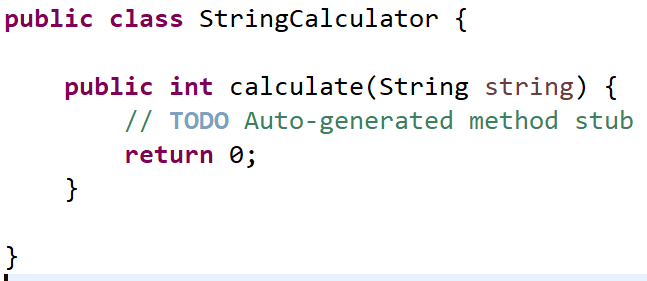 public class StringCalculator {
public int calculate(String string) {
// TODO Auto-generated method stub
return 0;
}
}